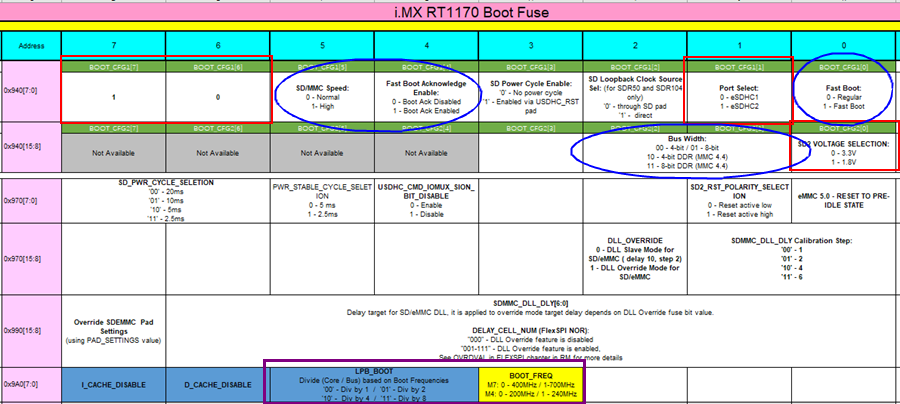 i.MX RT1170 Boot Fuse
Address 7 6 5 4 3 2 1 0
BOOT_CFG1[7] BOOT_CFG1[6] BOOT_CFG1[5] BOOT_CFG1[4] BOOT_CFG1[3] BOOT_CFG1[2] BOOT_CFG1[1] BOOT_CFG1[0]
0x940[7:0]
1
0
SD/MMC Speed:
0 - Normal
1- High
Fast Boot Acknowledge
Enable:
0 - Boot Ack Disabled
1 - Boot Ack Enabled
SD Power Cycle Enable:
'0' - No power cycle
'1' - Enabled via USDHC_RST
pad
SD Loopback Clock Source
Sel: (for SDR50 and SDR104
only)
'0' - through SD pad
'1' - direct
Port Select:
0 - eSDHC1
1 - eSDHC2
Fast Boot:
0 - Regular
1 - Fast Boot
BOOT_CFG2[7] BOOT_CFG2[6] BOOT_CFG2[5] BOOT_CFG2[4] BOOT_CFG2[3] BOOT_CFG2[2] BOOT_CFG2[1] BOOT_CFG2[0]
0x940[15:8]
Not Available
Not Available
Not Available
Not Available
Not Available
Bus Width:
00 - 4-bit / 01 - 8-bit
10 - 4-bit DDR (MMC 4.4)
11 - 8-bit DDR (MMC 4.4)
SD2 VOLTAGE SELECTION:
0 - 3.3V
1 - 1.8V
0x970[7:0]
SD_PWR_CYCLE_SELETION
'00' - 20ms
'01' - 10ms
'10' - 5ms
'11' - 2.5ms
PWR_STABLE_CYCLE_SELET
ION
0 - 5 ms
1 - 2.5ms
USDHC_CMD_IOMUX_SION_
BIT_DISABLE
0 - Enable
1 - Disable
SD2_RST_POLARITY_SELECT
ION
0 - Reset active low
1 - Reset active high
eMMC 5.0 - RESET TO PRE-
IDLE STATE
0x970[15:8]
DLL_OVERRIDE
0 - DLL Slave Mode for
SD/eMMC ( delay 10, step 2)
1 - DLL Override Mode for
SD/eMMC
SDMMC_DLL_DLY Calibration Step:
'00' - 1
'01' - 2
'10' - 4
'11' - 6
0x990[15:8]
Override SDEMMC Pad
Settings
(using PAD_SETTINGS value)
SDMMC_DLL_DLY[6:0]
Delay target for SD/eMMC DLL, it is applied to override mode target delay depends on DLL Override fuse bit value.
DELAY_CELL_NUM (FlexSPI NOR):
"000" - DLL Override feature is disabled
"001-111" - DLL Override feature is enabled,
See OVRDVAL in FLEXSPI chapter in RM for more details
0x9A0[7:0]
I_CACHE_DISABLE
D_CACHE_DISABLE
LPB_BOOT
Divide (Core / Bus) based on Boot Frequencies
'00' - Div by 1 / '01' - Div by 2
'10' - Div by 4 / '11' - Div by 8
BOOT_FREQ
M7: 0 - 400MHz / 1-700MHz
M4: 0 - 200MHz / 1 - 240MHz